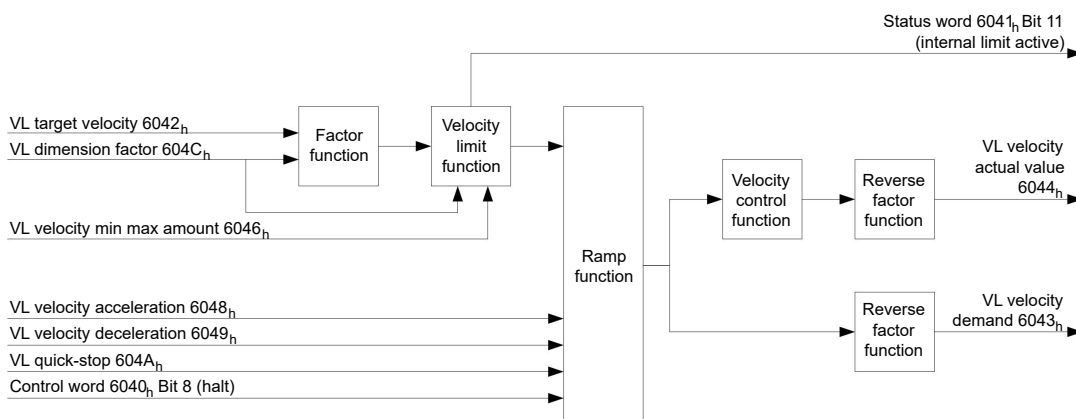 Status word 6041h Bit 11
(internal limit active)
VL target velocity 6042h
VL dimension factor 604Ch
Factor
function
Velocity
limit
function
VL velocity min max amount 6046h
Ramp
function
Velocity
control
function
Reverse
factor
function
VL velocity
actual value
6044h
VL velocity acceleration 6048h
VL velocity deceleration 6049h
VL quick-stop 604Ah
Control word 6040h Bit 8 (halt)
Reverse
factor
function
VL velocity
demand 6043h